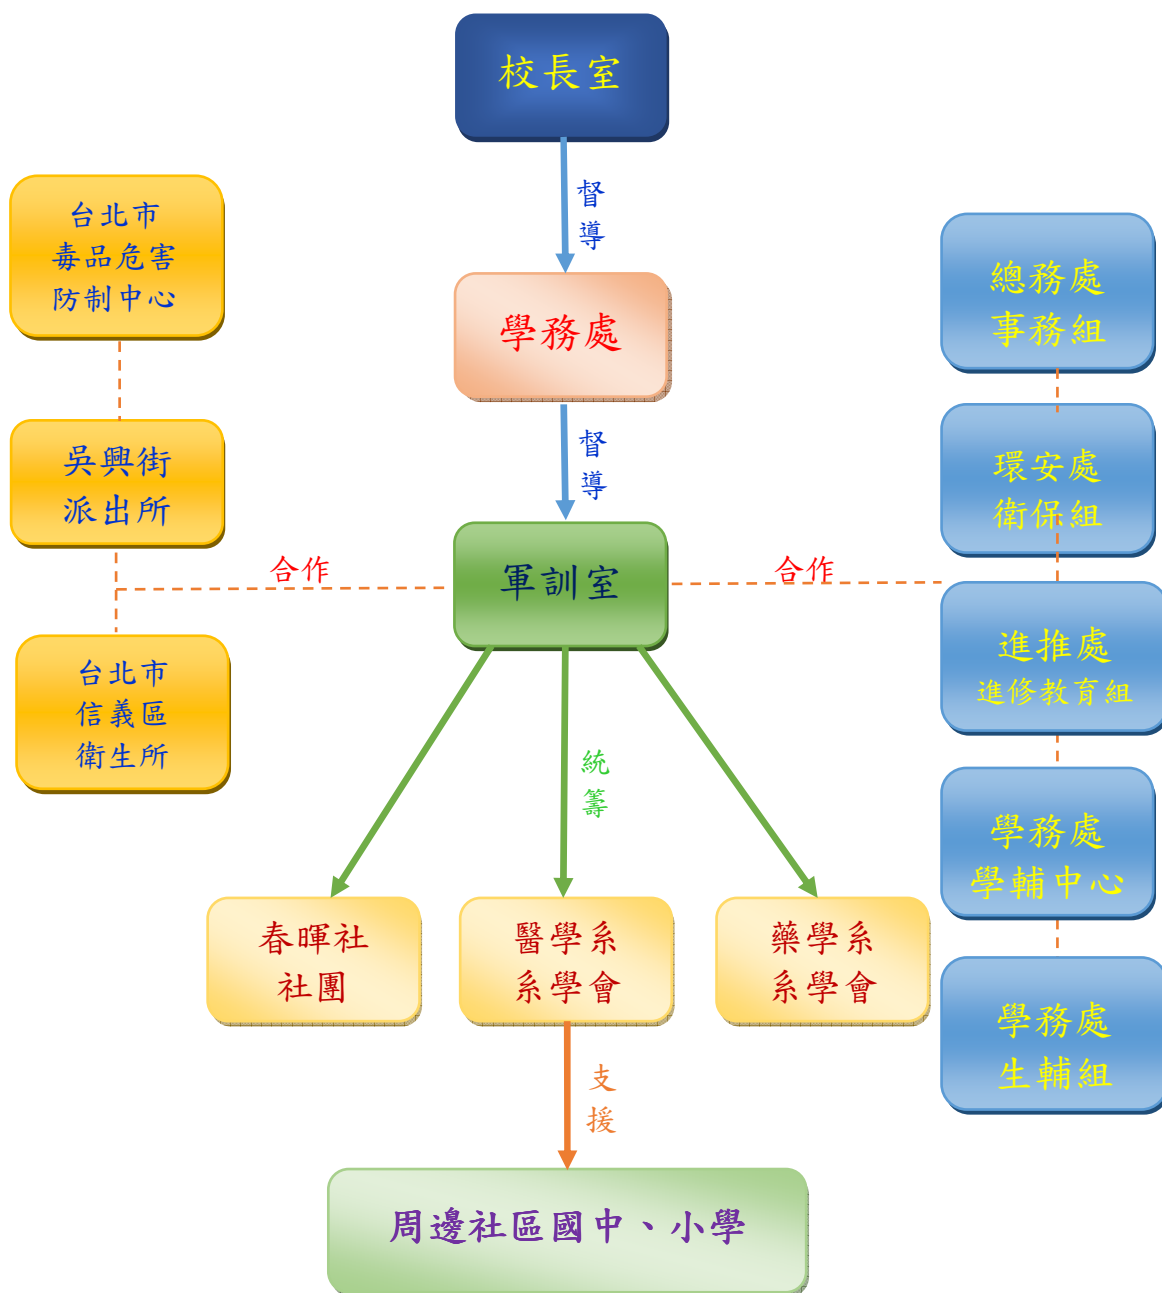 校長室
督
導
學務處
督
導
軍訓室
台北市
毒品危害
防制中心
吳興街
派出所
台北市
信義區
衛生所
合作
合作
總務處
事務組
環安處
衛保組
進推處
進修教育組
學務處
學輔中心
學務處
生輔組
統
籌
春暉社
社團
醫學系
系學會
藥學系
系學會
支
援
周邊社區國中、小學